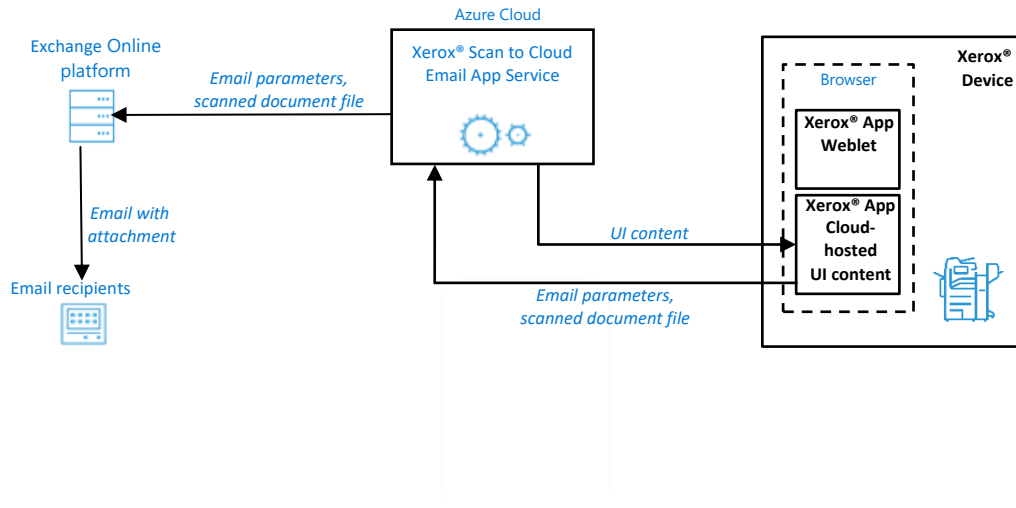 Azure Cloud
Exchange Online
platform
Email parameters,
scanned document file
Xerox® Scan to Cloud
Email App Service
Xerox®
Device
Browser
Xerox® App
Weblet
Xerox® App
Cloud-
hosted
UI content
Email with
attachment
UI content
Email recipients
Email parameters,
scanned document file